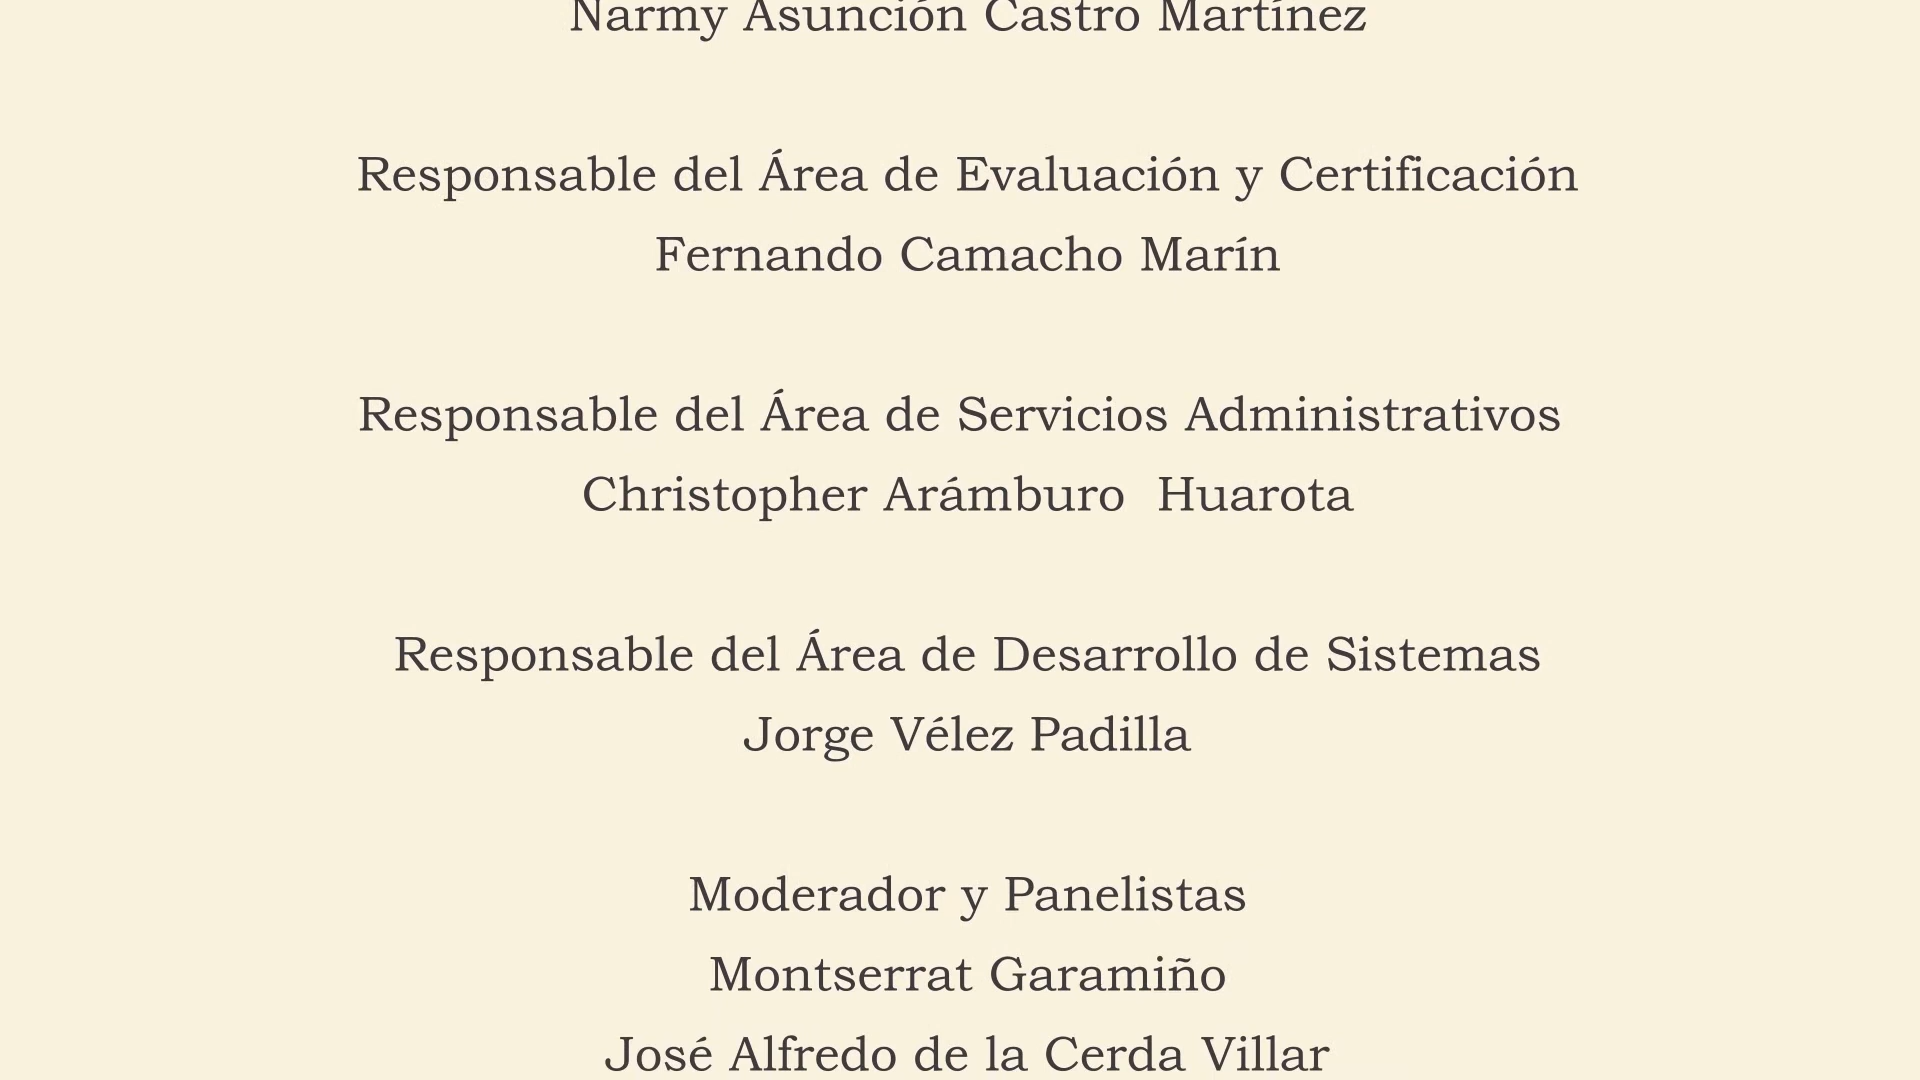 Narmy Asunción Castro Martínez
Responsable del Área de Evaluación y Certificación
Fernando Camacho Marín
Responsable del Área de Servicios Administrativos
Christopher Arámburo  Huarota
Responsable del Área de Desarrollo de Sistemas
Jorge Vélez Padilla
Moderador y Panelistas
Montserrat Garamiño
José Alfredo de la Cerda Villar